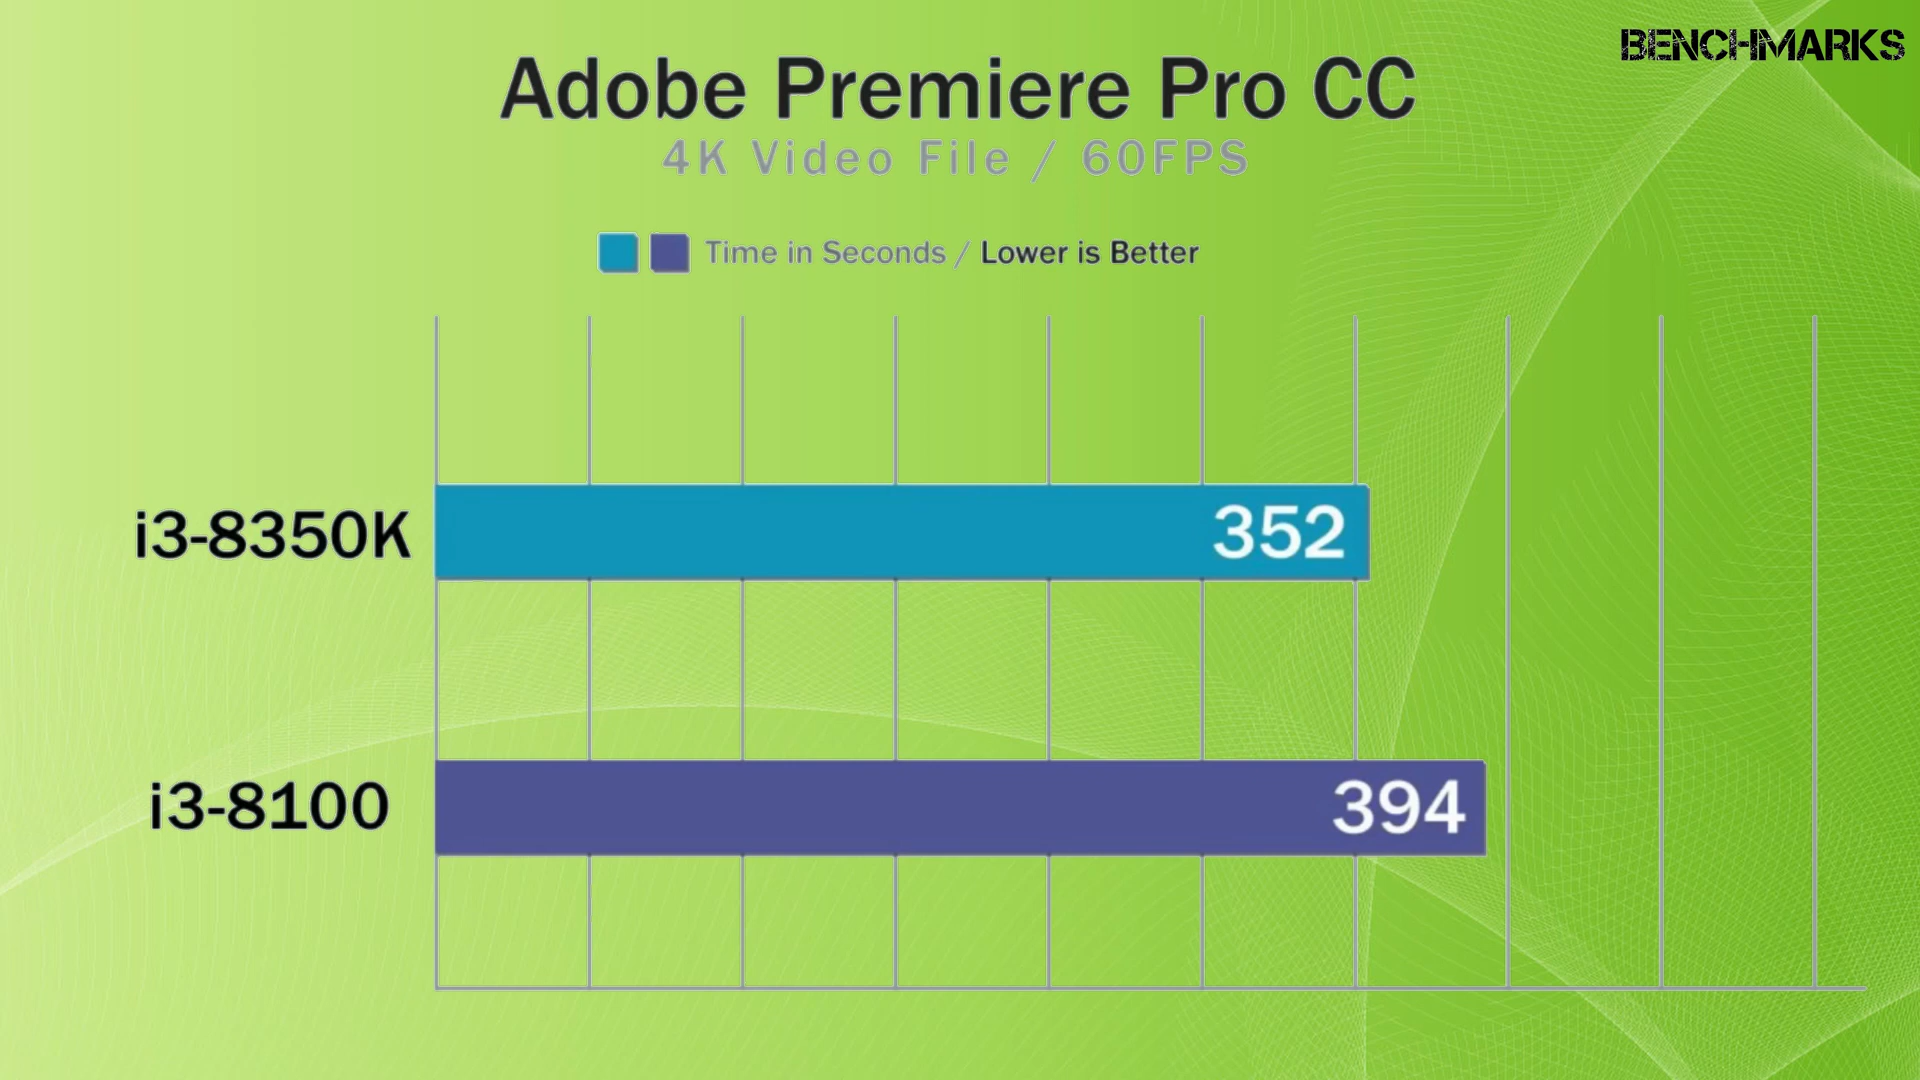 BENCHMARKS
Adobe Premiere Pro CC
4K Video File / 60FPS
Time in Seconds / Lower is Better
i3-8350K 352
i3-8100 394